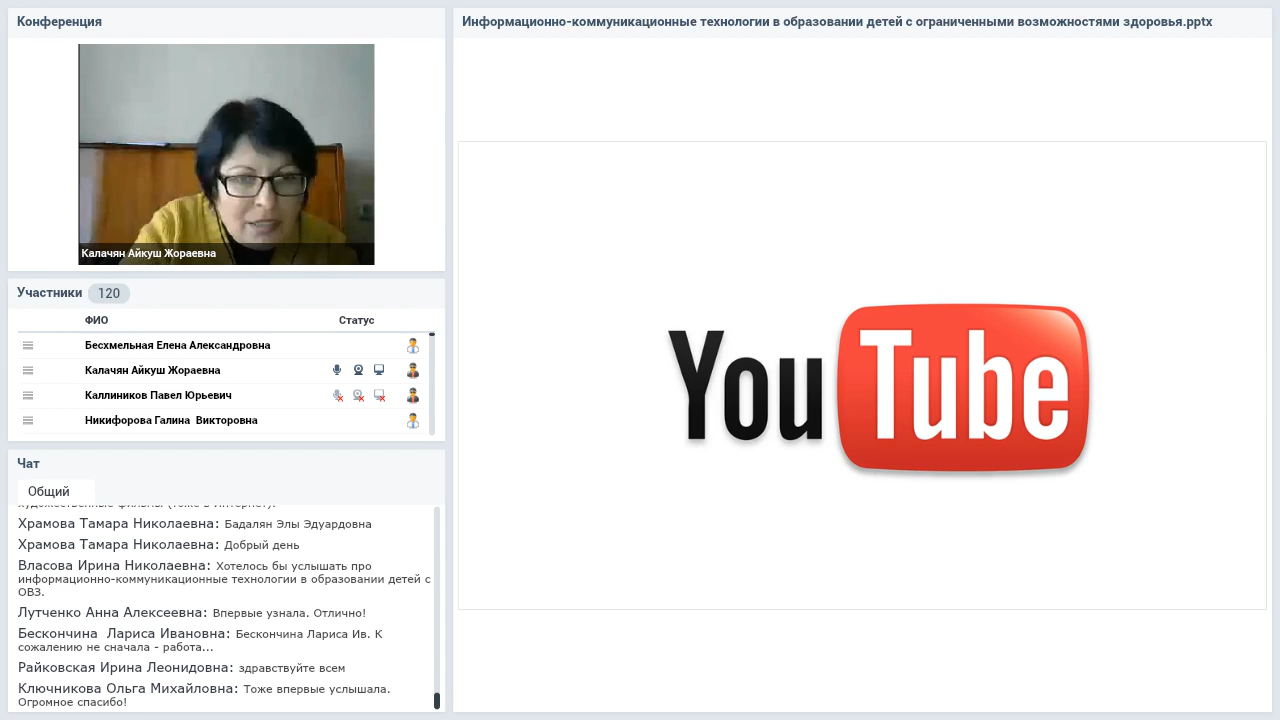 Конференция
Калачян Айкуш Жораевна
Участники 120
ФИО Статус
Бесхмельная Елена Александровна
Калачян Айкуш Жораевна
Каллиников Павел Юрьевич
Никифорова Галина Викторовна
Чат
Общий
художественные фильмы (тоже в Интернет).
Храмова Тамара Николаевна: Бадалян Элы Эдуардовна
Храмова Тамара Николаевна: Добрый день
Власова Ирина Николаевна: Хотелось бы услышать про
информационно-коммуникационные технологии в образовании детей с
ОВЗ.
Лутченко Анна Алексеевна: Впервые узнала. Отлично!
Бескончина Лариса Ивановна: Бескончина Лариса Ив. К
сожалению не сначала - работа...
Райковская Ирина Леонидовна: здравствуйте всем
Ключникова Ольга Михайловна: Тоже впервые услышала.
Огромное спасибо!
Информационно-коммуникационные технологии в образовании детей с ограниченными возможностями здоровья.pptx
YouTube